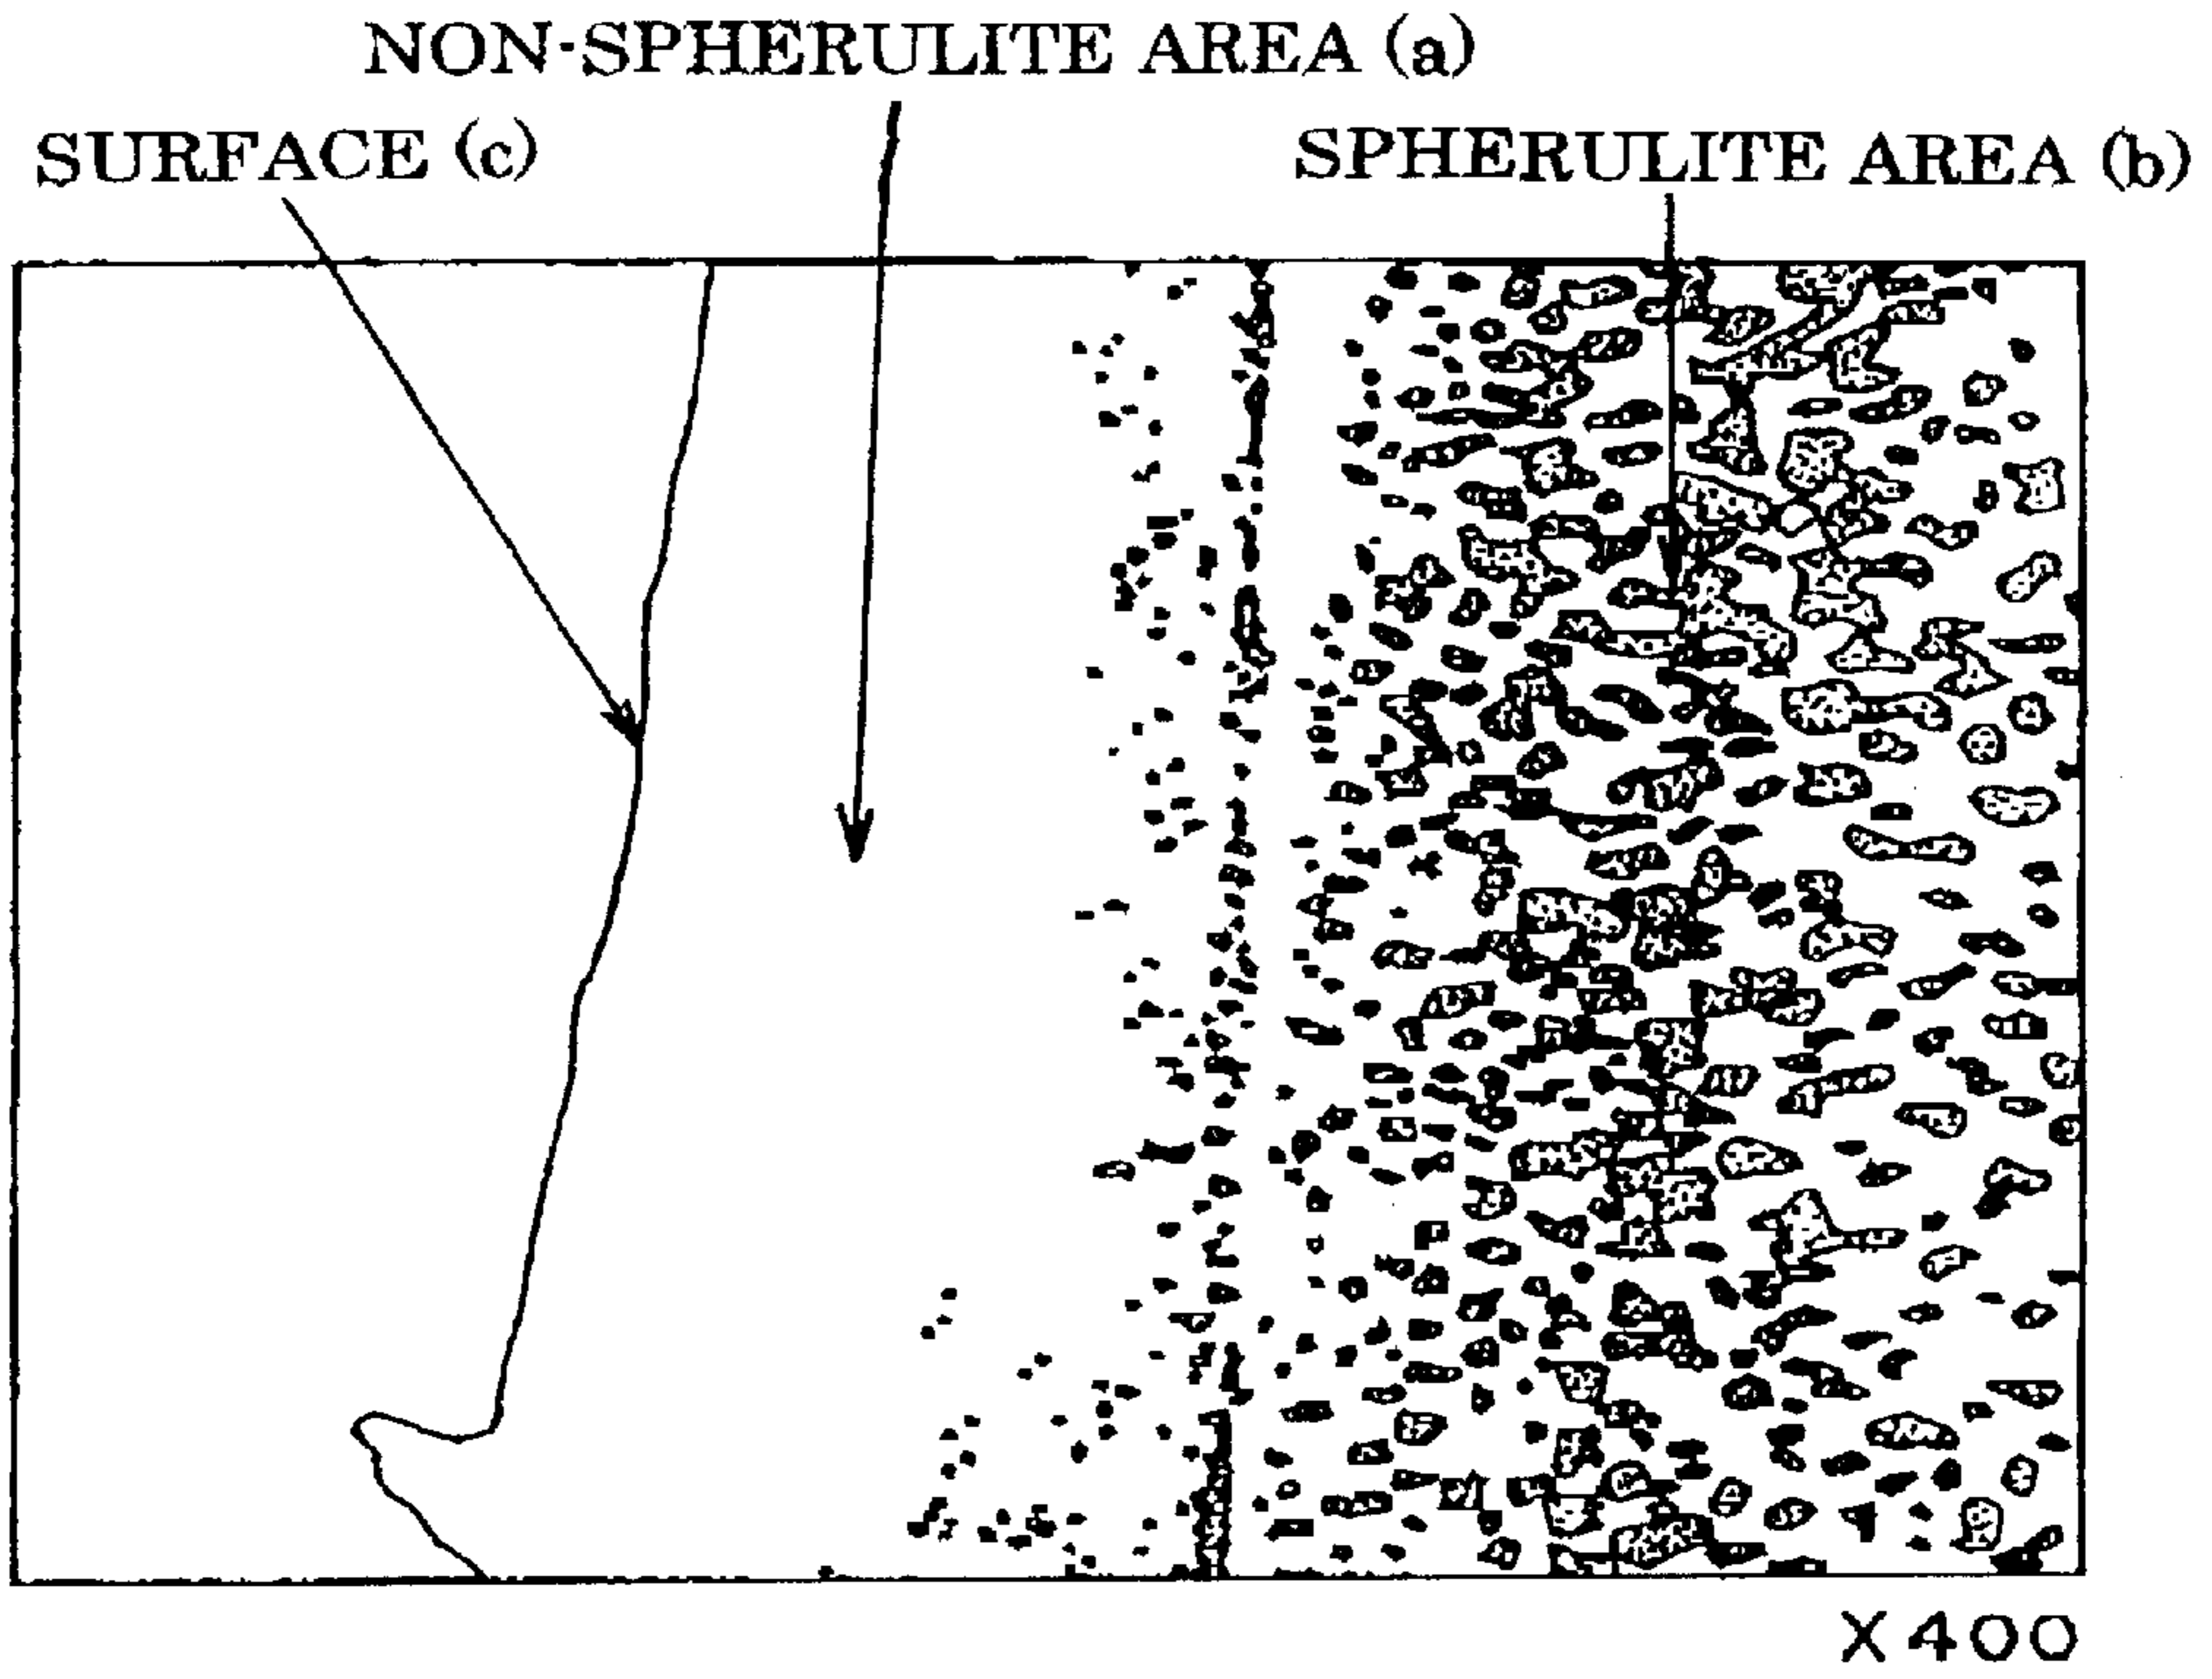 NON-SPHERULITE AREA (a)
SURFACE (c)
SPHERULITE AREA (b)
X400